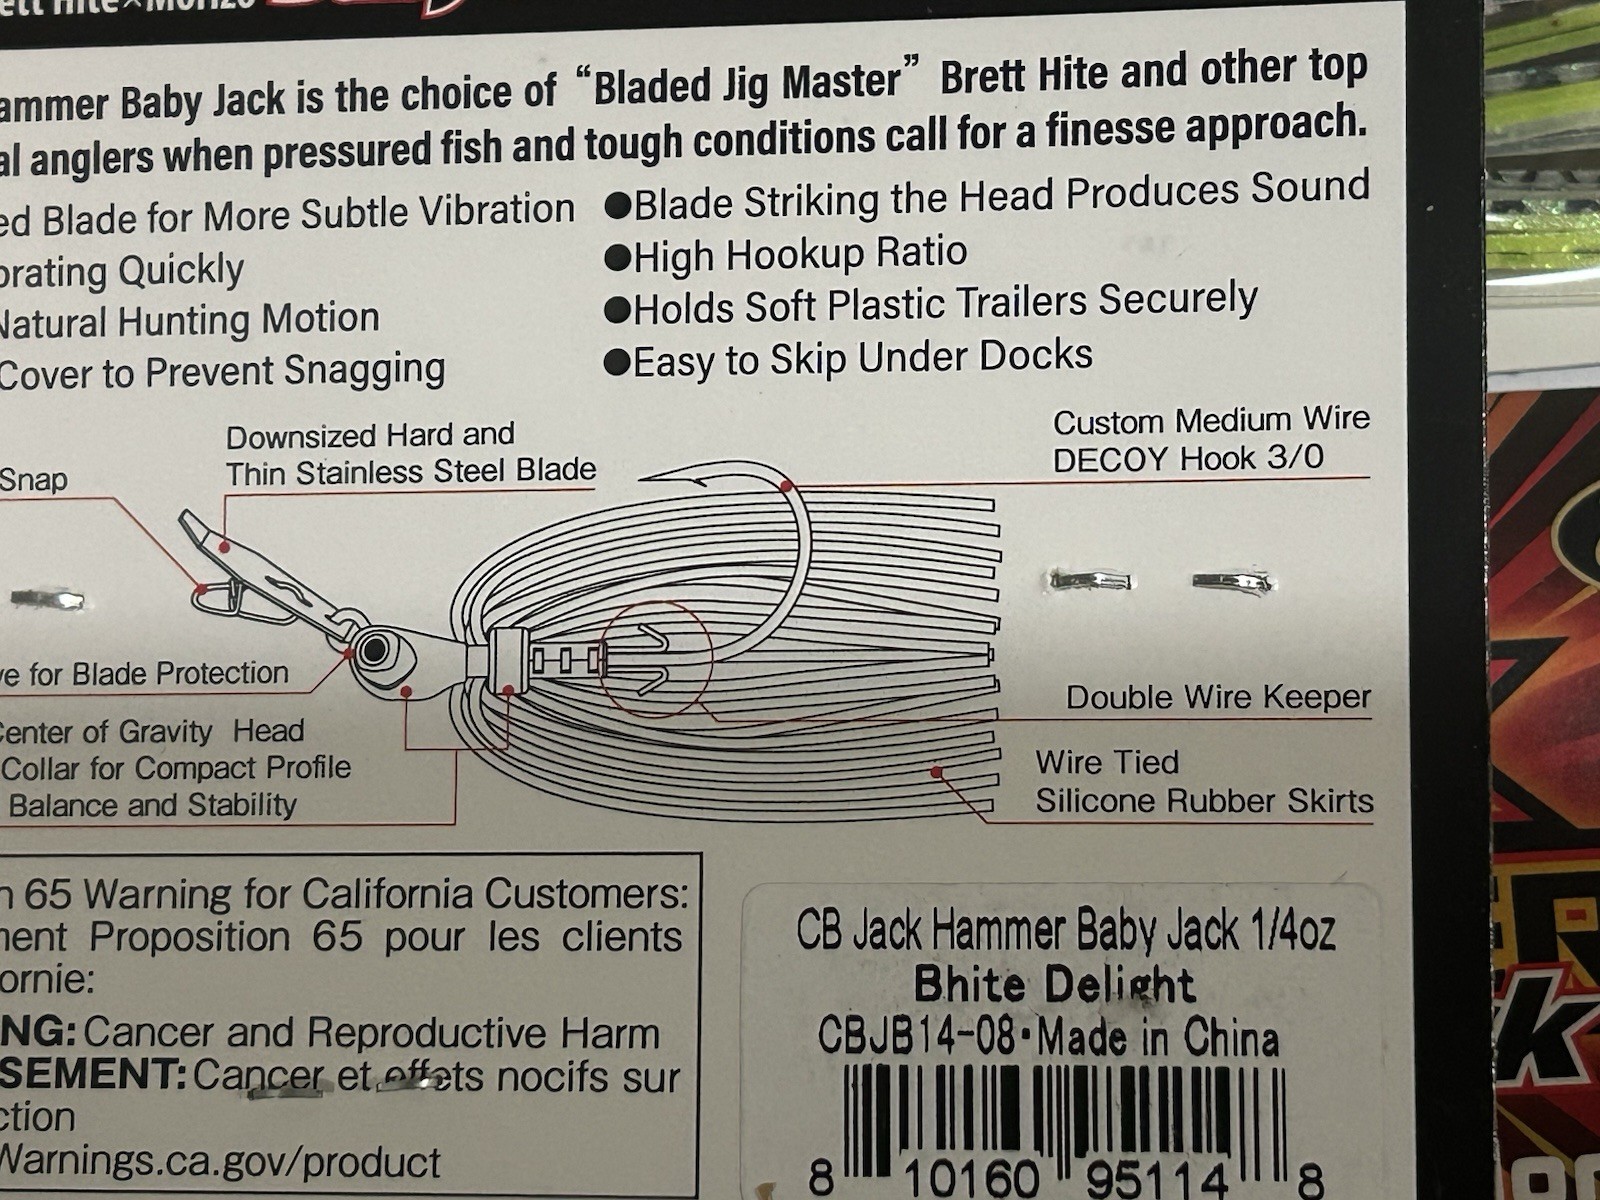 Brett Hite×Morizo
ammer Baby Jack is the choice of “Bladed Jig Master” Brett Hite and other top
al anglers when pressured fish and tough conditions call for a finesse approach.
ed Blade for More Subtle Vibration
brating Quickly
Natural Hunting Motion
Cover to Prevent Snagging
●Blade Striking the Head Produces Sound
●High Hookup Ratio
●Holds Soft Plastic Trailers Securely
●Easy to Skip Under Docks
Downsized Hard and
Thin Stainless Steel Blade
Custom Medium Wire
DECOY Hook 3/0
Snap
ve for Blade Protection
Center of Gravity Head
Collar for Compact Profile
Balance and Stability
Double Wire Keeper
Wire Tied
Silicone Rubber Skirts
n 65 Warning for California Customers:
ment Proposition 65 pour les clients
ornie:
NG: Cancer and Reproductive Harm
SEMENT: Cancer et effets nocifs sur
ction
Warnings.ca.gov/product
CB Jack Hammer Baby Jack 1/4oz
Bhite Delight
CBJB14-08・Made in China
8 10160 95114 8
k